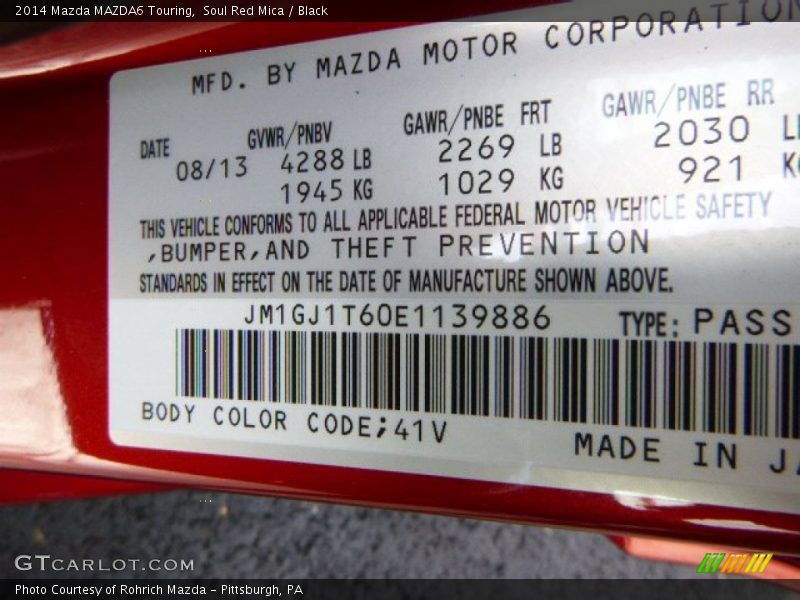 2014 Mazda MAZDA6 Touring, Soul Red Mica / Black
MFD. BY MAZDA MOTOR CORPORATION
DATE GVWR/PNBV GAWR/PNBE FRT GAWR/PNBE RR
08/13 4288 LB 2269 LB 2030 LB
1945 KG 1029 KG 921 KG
THIS VEHICLE CONFORMS TO ALL APPLICABLE FEDERAL MOTOR VEHICLE SAFETY
,BUMPER,AND THEFT PREVENTION
STANDARDS IN EFFECT ON THE DATE OF MANUFACTURE SHOWN ABOVE.
JM1GJ1T60E1139886 TYPE: PASS
BODY COLOR CODE;41V
MADE IN JA
GTCARLOT.COM
Photo Courtesy of Rohrich Mazda - Pittsburgh, PA